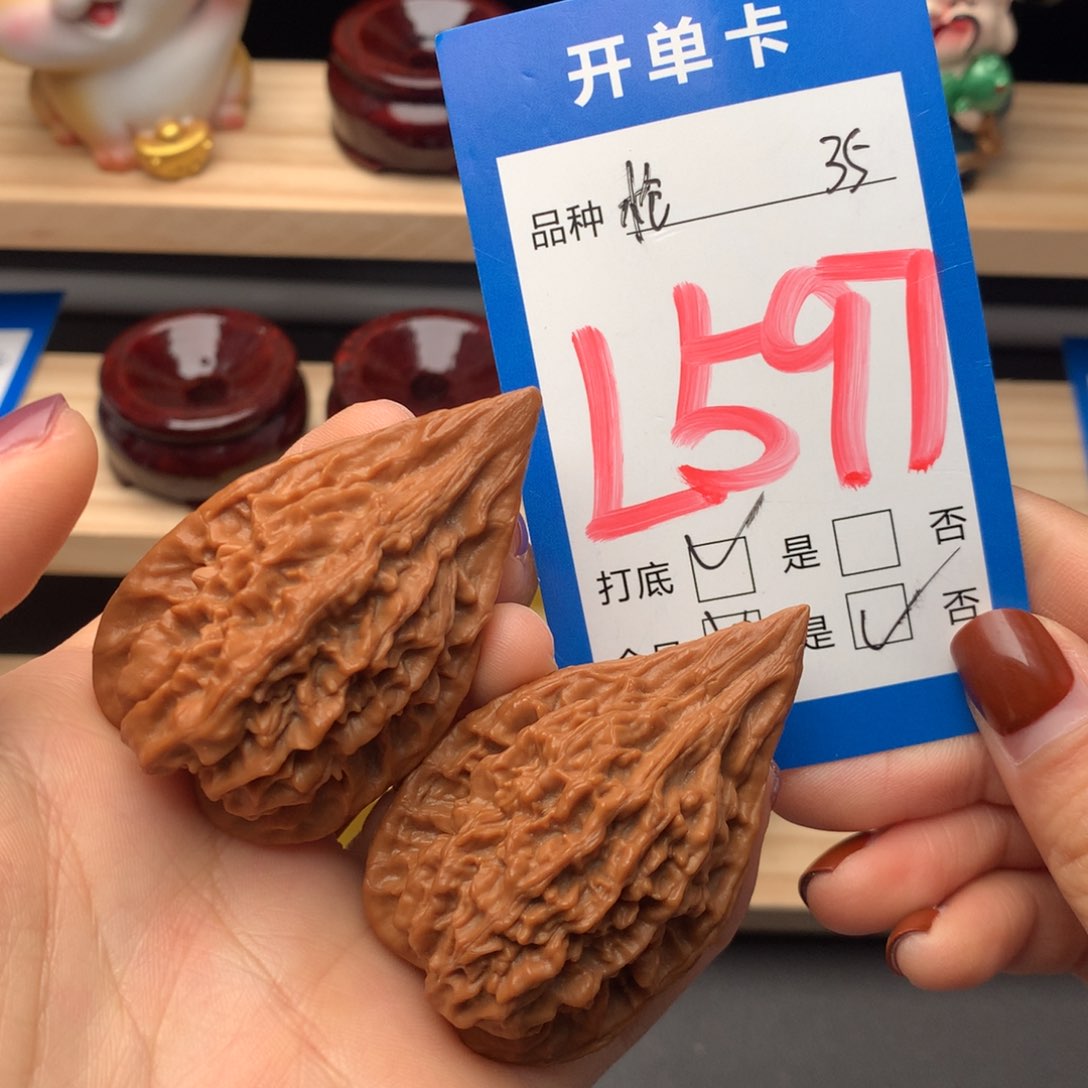 开单卡
品种 35
L597
打底 是 否
是 否